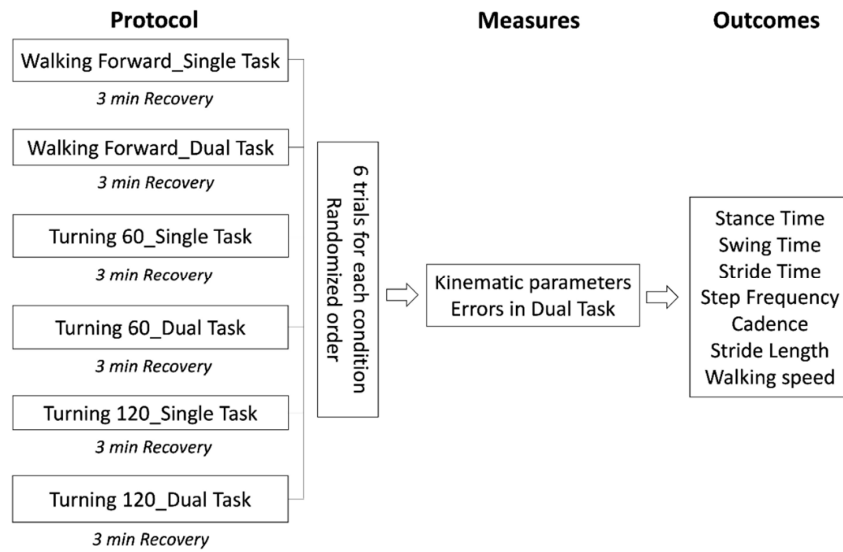 Protocol
Measures
Outcomes
Walking Forward_Single Task
3 min Recovery
Walking Forward_Dual Task
3 min Recovery
Turning 60_Single Task
3 min Recovery
Turning 60_Dual Task
3 min Recovery
Turning 120_Single Task
3 min Recovery
Turning 120_Dual Task
3 min Recovery
6 trials for each condition
Randomized order
Kinematic parameters
Errors in Dual Task
Stance Time
Swing Time
Stride Time
Step Frequency
Cadence
Stride Length
Walking speed